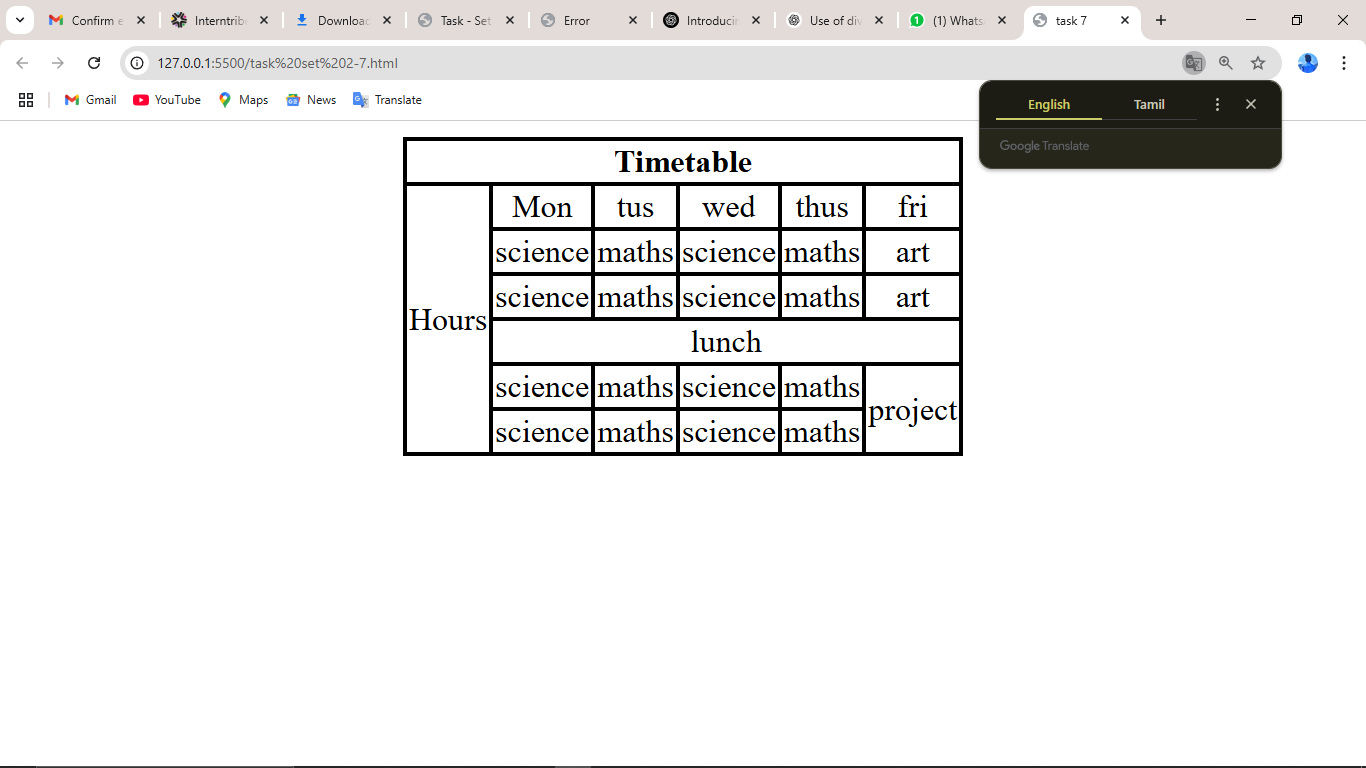 Confirm e
Interntribe
Download
Task - Set
Error
Introducin
Use of div
(1) Whats
task 7
127.0.0.1:5500/task%20set%202-7.html
Gmail
YouTube
Maps
News
Translate
English
Tamil
Google Translate
Timetable
Mon tus wed thus fri
science maths science maths art
science maths science maths art
Hours
lunch
science maths science maths
project
science maths science maths